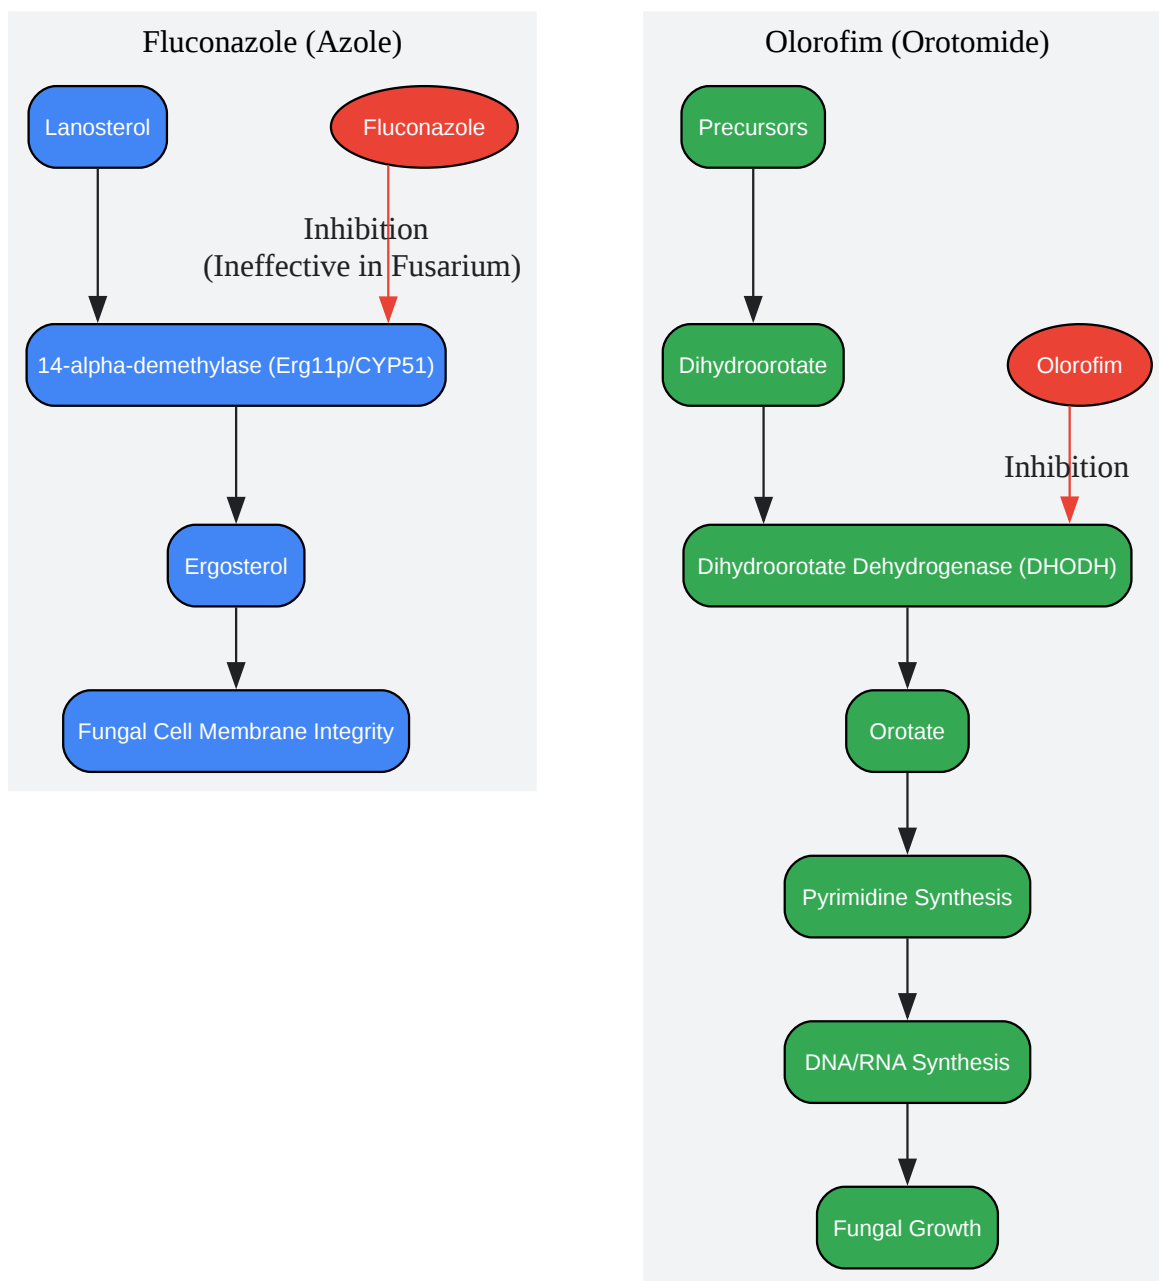 Fluconazole (Azole)
Lanosterol
Fluconazole
Inhibition
(Ineffective in Fusarium)
14-alpha-demethylase (Erg11p/CYP51)
Ergosterol
Fungal Cell Membrane Integrity
Olorofim (Orotomide)
Precursors
Dihydroorotate
Olorofim
Inhibition
Dihydroorotate Dehydrogenase (DHODH)
Orotate
Pyrimidine Synthesis
DNA/RNA Synthesis
Fungal Growth